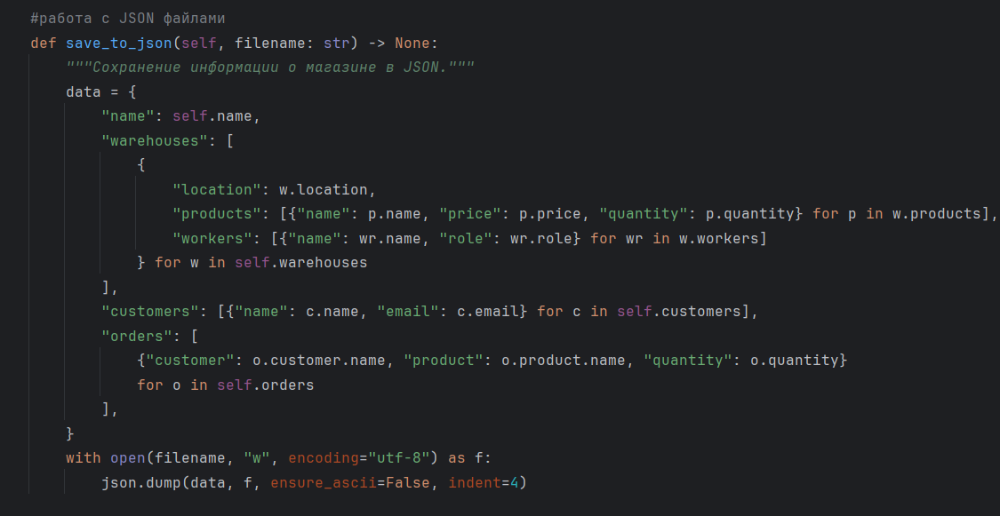 #работа с JSON файлами
def save_to_json(self, filename: str) -> None:
"""Сохранение информации о магазине в JSON."""
data = {
"name": self.name,
"warehouses": [
{
"location": w.location,
"products": [{"name": p.name, "price": p.price, "quantity": p.quantity} for p in w.products],
"workers": [{"name": wr.name, "role": wr.role} for wr in w.workers]
} for w in self.warehouses
],
"customers": [{"name": c.name, "email": c.email} for c in self.customers],
"orders": [
{"customer": o.customer.name, "product": o.product.name, "quantity": o.quantity}
for o in self.orders
],
}
with open(filename, "w", encoding="utf-8") as f:
json.dump(data, f, ensure_ascii=False, indent=4)